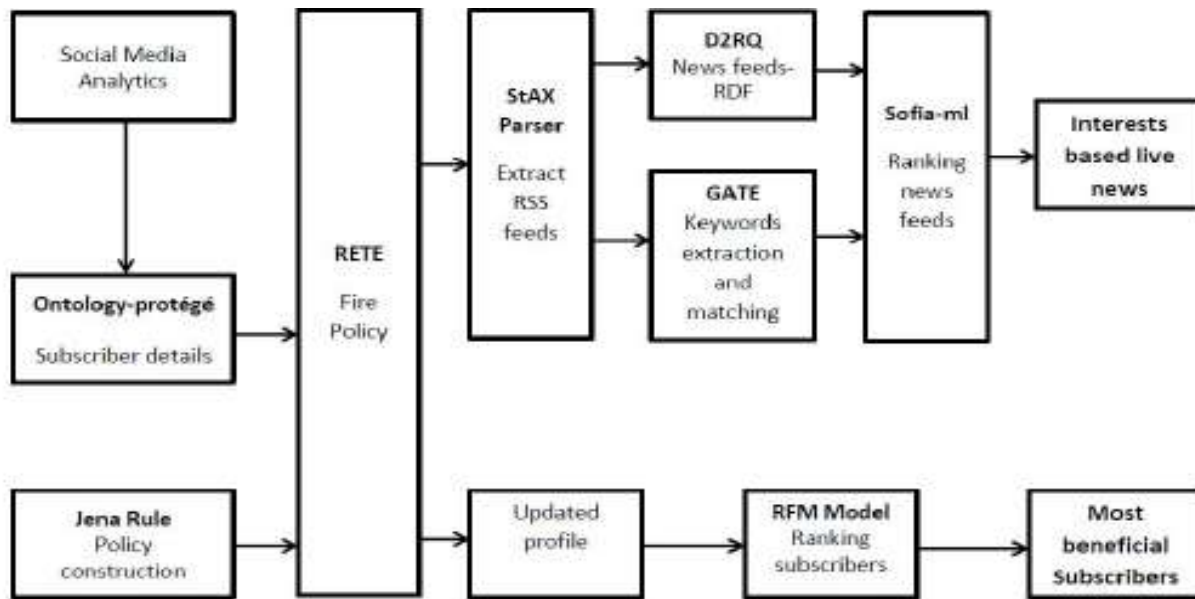 Social Media
Analytics
Ontology-protégé
Subscriber details
Jena Rule
Policy
construction
RETE
Fire
Policy
StAX
Parser
Extract
RSS
feeds
D2RQ
News feeds-
RDF
GATE
Keywords
extraction
and
matching
Sofia-ml
Ranking
news
feeds
Interests
based live
news
Updated
profile
RFM Model
Ranking
subscribers
Most
beneficial
Subscribers